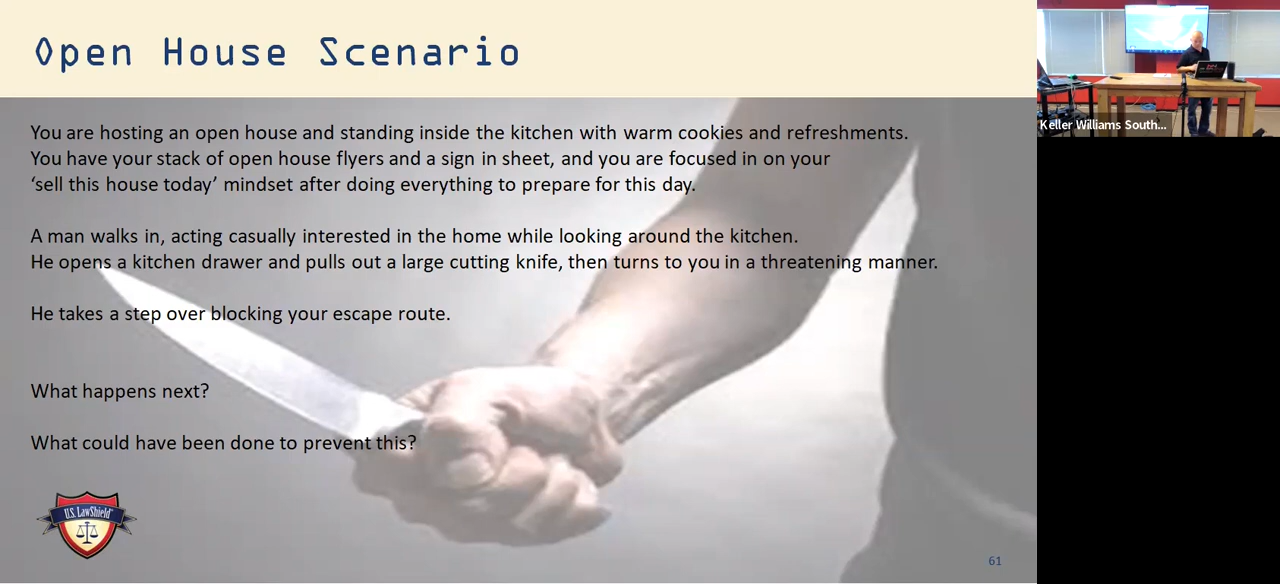 Open House Scenario
You are hosting an open house and standing inside the kitchen with warm cookies and refreshments.
You have your stack of open house flyers and a sign in sheet, and you are focused in on your
‘sell this house today’ mindset after doing everything to prepare for this day.
A man walks in, acting casually interested in the home while looking around the kitchen.
He opens a kitchen drawer and pulls out a large cutting knife, then turns to you in a threatening manner.
He takes a step over blocking your escape route.
What happens next?
What could have been done to prevent this?
U.S. LawShield
61
Keller Williams South...